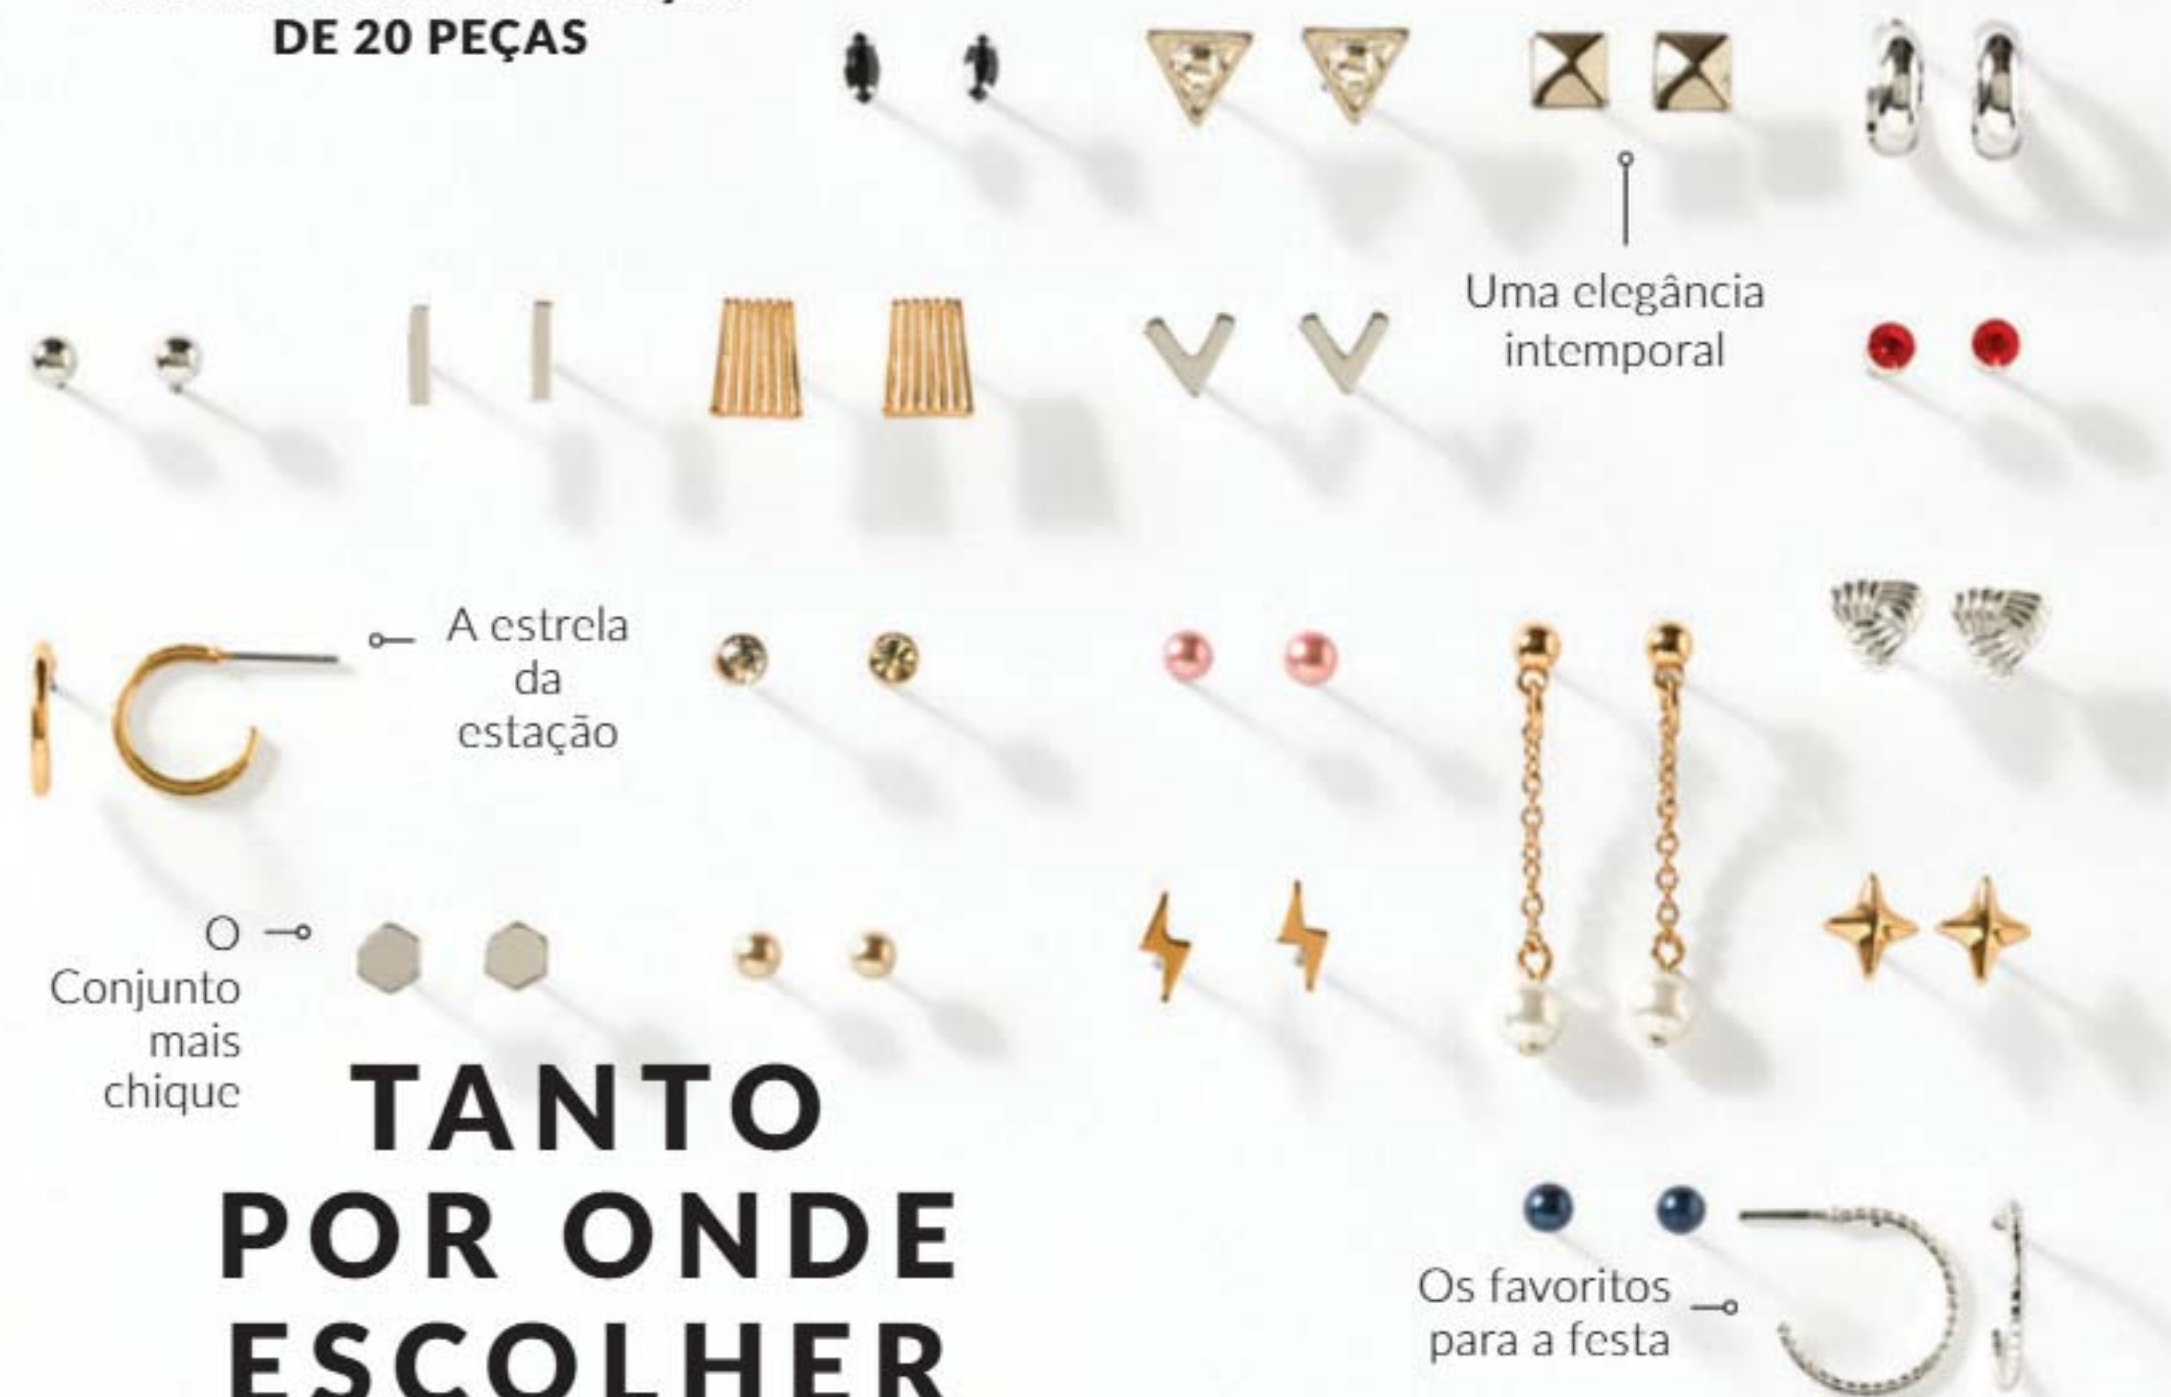 DE 20 PEÇAS
Uma elegância
intemporal
A estrela
da
estação
O
Conjunto
mais
chique
TANTO
POR ONDE
ESCOLHER
Os favoritos
para a festa